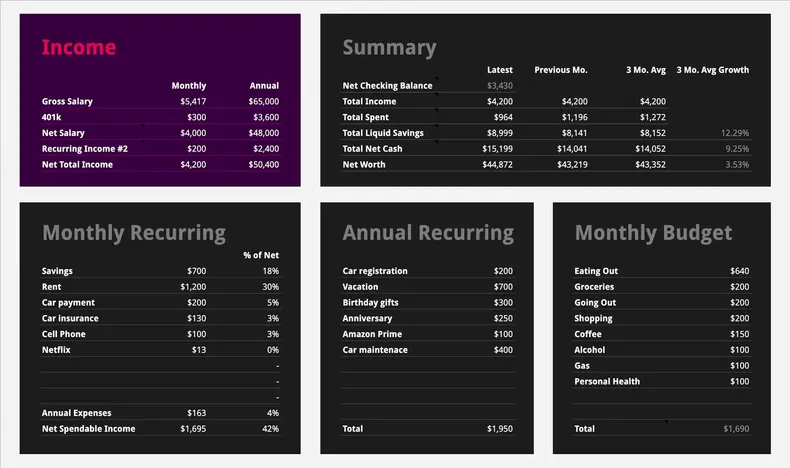 Income
Monthly Annual
Gross Salary $5,417 $65,000
401k $300 $3,600
Net Salary $4,000 $48,000
Recurring Income #2 $200 $2,400
Net Total Income $4,200 $50,400
Summary
Latest Previous Mo. 3 Mo. Avg 3 Mo. Avg Growth
Net Checking Balance $3,430
Total Income $4,200 $4,200 $4,200
Total Spent $964 $1,196 $1,272
Total Liquid Savings $8,999 $8,141 $8,152 12.29%
Total Net Cash $15,199 $14,041 $14,052 9.25%
Net Worth $44,872 $43,219 $43,352 3.53%
Monthly Recurring
% of Net
Savings $700 18%
Rent $1,200 30%
Car payment $200 5%
Car insurance $130 3%
Cell Phone $100 3%
Netflix $13 0%
-
-
-
Annual Expenses $163 4%
Net Spendable Income $1,695 42%
Annual Recurring
Car registration $200
Vacation $700
Birthday gifts $300
Anniversary $250
Amazon Prime $100
Car maintenace $400
Total $1,950
Monthly Budget
Eating Out $640
Groceries $200
Going Out $200
Shopping $200
Coffee $150
Alcohol $100
Gas $100
Personal Health $100
Total $1,690